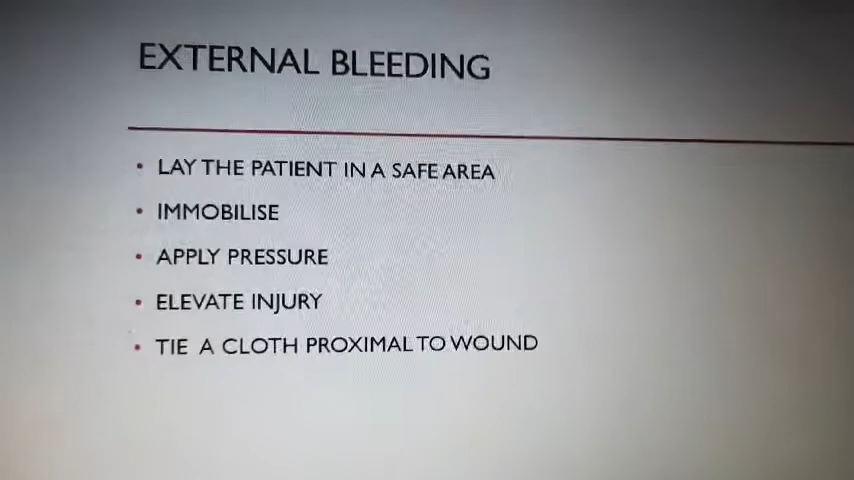 EXTERNAL BLEEDING
• LAY THE PATIENT IN A SAFE AREA
• IMMOBILISE
• APPLY PRESSURE
• ELEVATE INJURY
• TIE A CLOTH PROXIMAL TO WOUND